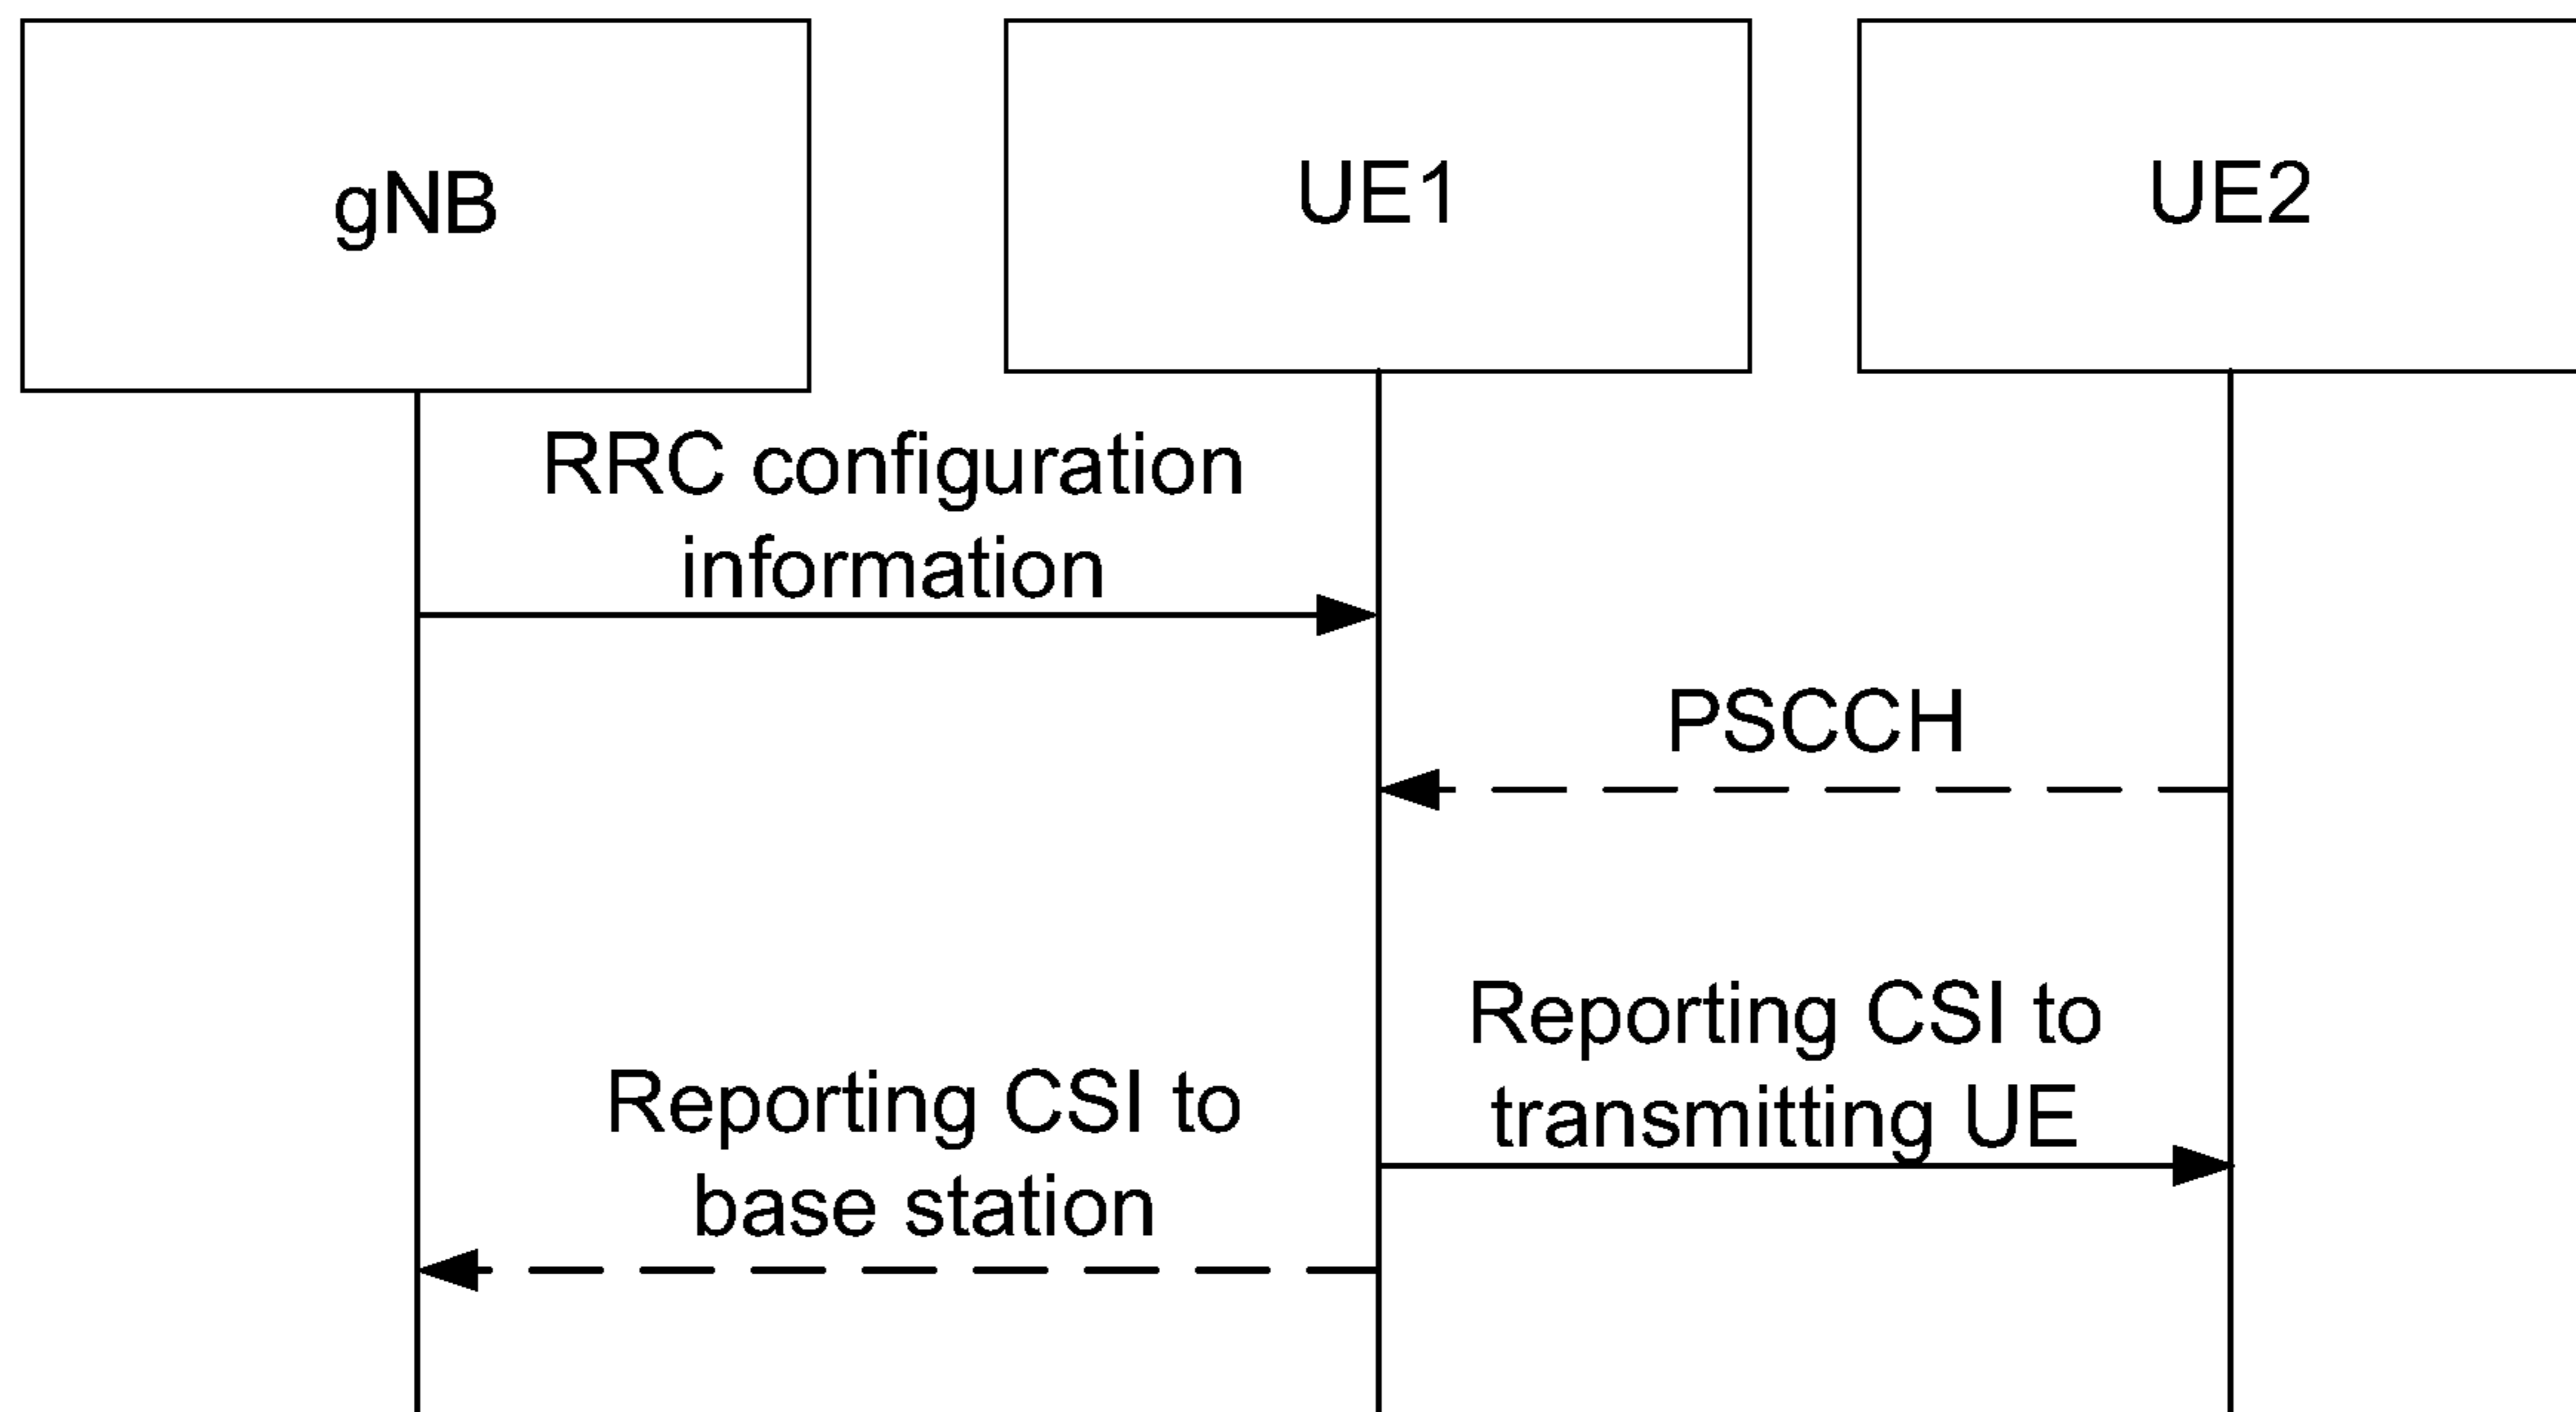 gNB
UE1
UE2
RRC configuration
information
PSCCH
Reporting CSI to
transmitting UE
Reporting CSI to
base station